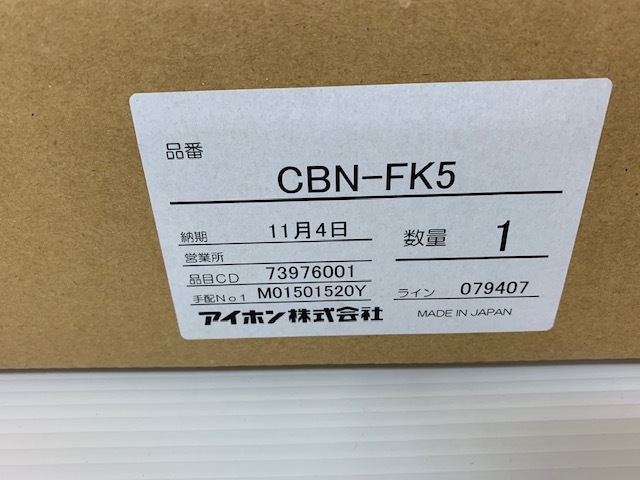 品番
CBN-FK5
納期 11月4日
営業所
数量 1
品目CD 73976001
手配No1 M01501520Y
ライン 079407
アイホン株式会社
MADE IN JAPAN